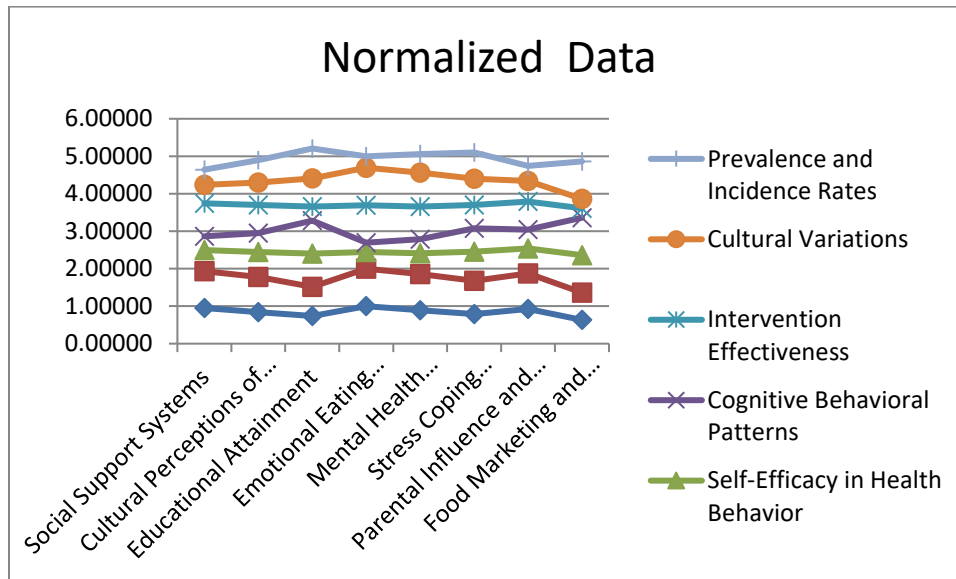 Normalized  Data
6.00000
5.00000
4.00000
3.00000
2.00000
1.00000
0.00000
Social Support Systems
Cultural Perceptions of...
Educational Attainment
Emotional Eating...
Mental Health...
Stress Coping...
Parental Influence and...
Food Marketing and...
Prevalence and
Incidence Rates
Cultural Variations
Intervention
Effectiveness
Cognitive Behavioral
Patterns
Self-Efficacy in Health
Behavior